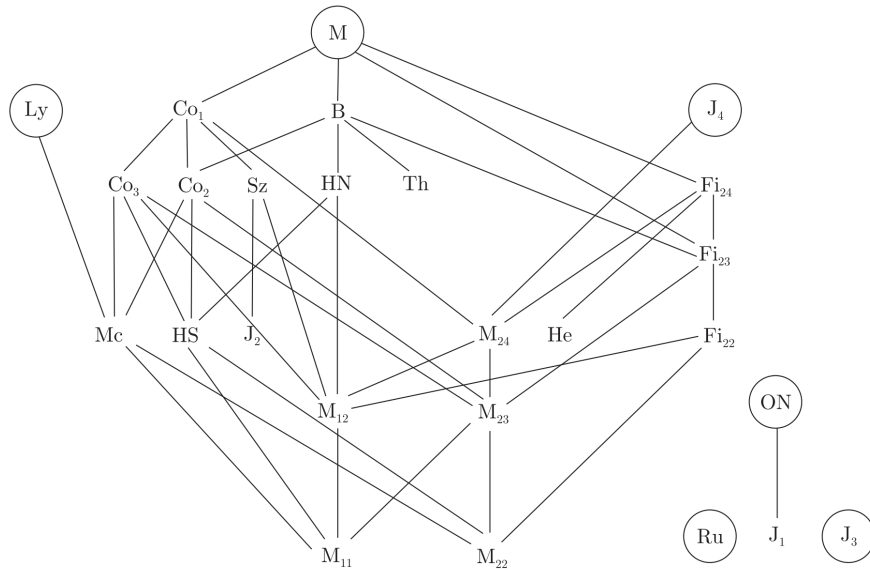 M
Ly
Co₁
B
J₄
Co₃
Co₂
Sz
HN
Th
Fi₂₄
Fi₂₃
Mc
HS
J₂
M₂₄
He
Fi₂₂
M₁₂
M₂₃
ON
Ru
J₁
J₃
M₁₁
M₂₂